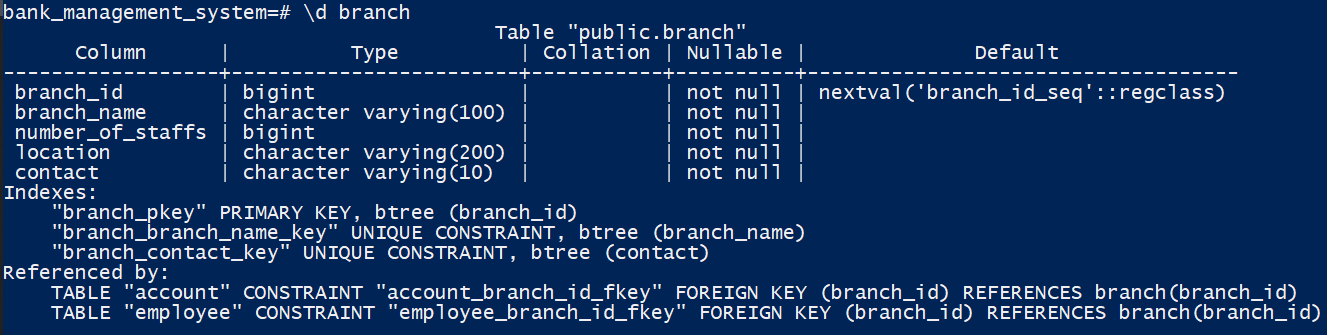 bank_management_system=# \d branch
Table "public.branch"
Column | Type | Collation | Nullable | Default
-------------------+------------------------+-----------+----------+---------------------------------------
branch_id | bigint | | not null | nextval('branch_id_seq'::regclass)
branch_name | character varying(100) | | not null |
number_of_staffs | bigint | | not null |
location | character varying(200) | | not null |
contact | character varying(10) | | not null |
Indexes:
"branch_pkey" PRIMARY KEY, btree (branch_id)
"branch_branch_name_key" UNIQUE CONSTRAINT, btree (branch_name)
"branch_contact_key" UNIQUE CONSTRAINT, btree (contact)
Referenced by:
TABLE "account" CONSTRAINT "account_branch_id_fkey" FOREIGN KEY (branch_id) REFERENCES branch(branch_id)
TABLE "employee" CONSTRAINT "employee_branch_id_fkey" FOREIGN KEY (branch_id) REFERENCES branch(branch_id)